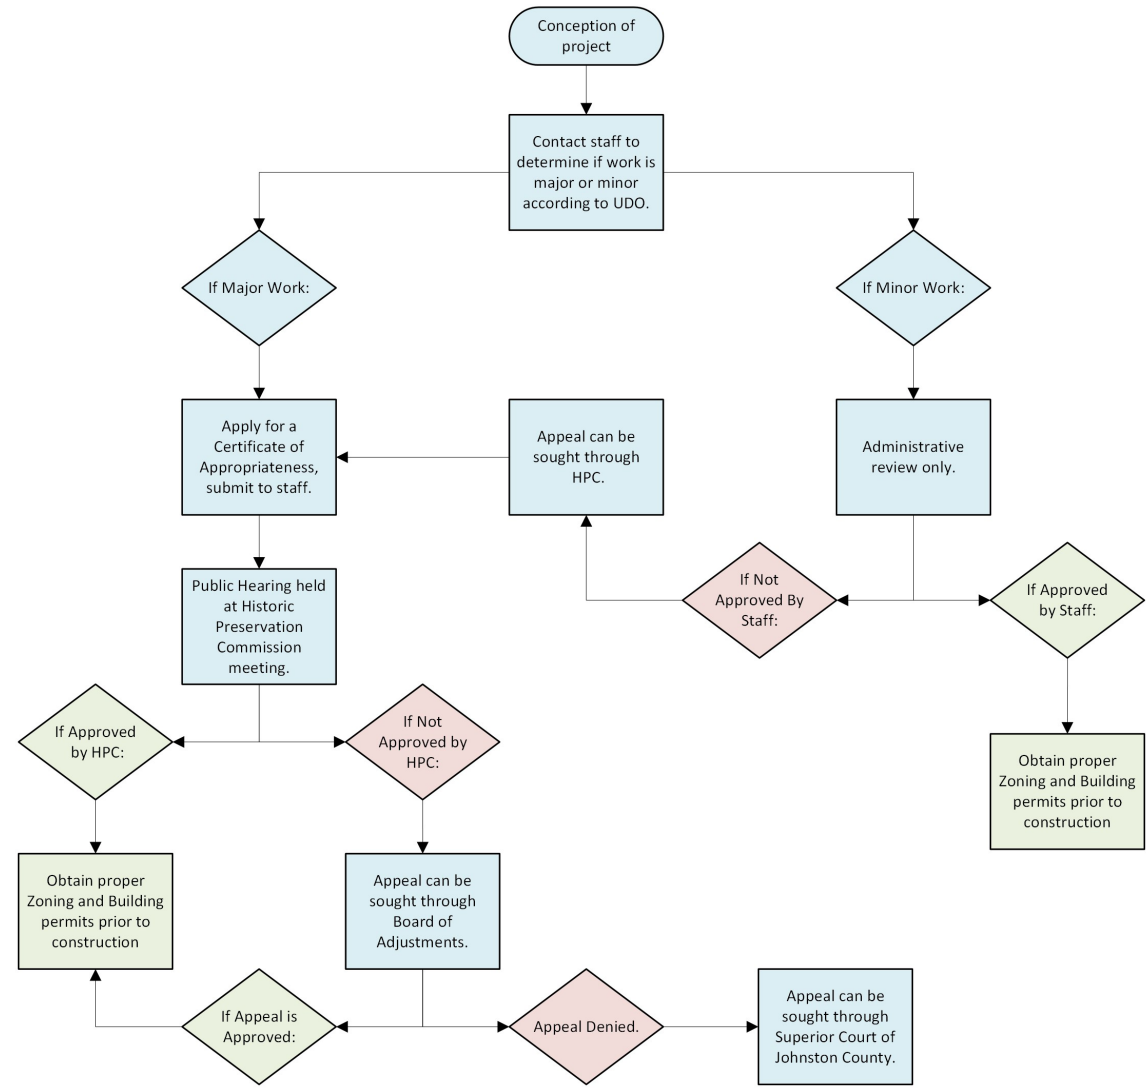 Conception of
project
Contact staff to
determine if work is
major or minor
according to UDO.
If Major Work:
If Minor Work:
Apply for a
Certificate of
Appropriateness,
submit to staff.
Appeal can be
sought through
HPC.
Administrative
review only.
If Not
Approved By
Staff:
If Approved
by Staff:
Public Hearing held
at Historic
Preservation
Commission
meeting.
If Approved
by HPC:
If Not
Approved by
HPC:
Obtain proper
Zoning and Building
permits prior to
construction
Obtain proper
Zoning and Building
permits prior to
construction
Appeal can be
sought through
Board of
Adjustments.
If Appeal is
Approved:
Appeal Denied.
Appeal can be
sought through
Superior Court of
Johnston County.